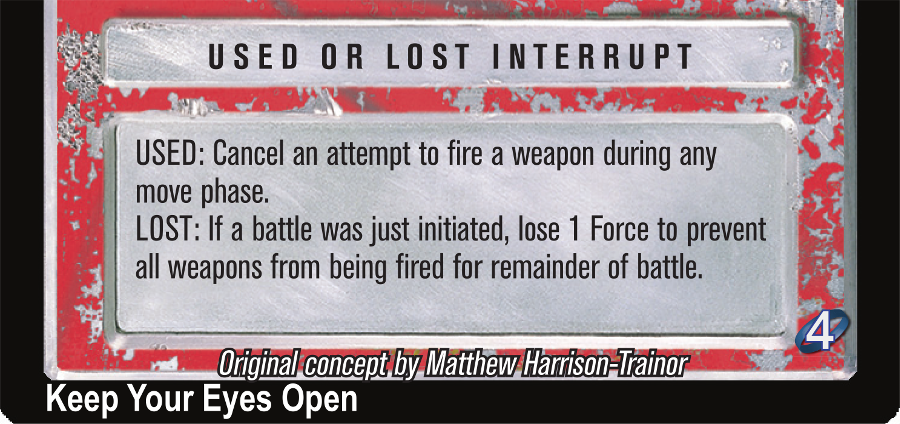 USED OR LOST INTERRUPT
USED: Cancel an attempt to fire a weapon during any
move phase.
LOST: If a battle was just initiated, lose 1 Force to prevent
all weapons from being fired for remainder of battle.
4
Original concept by Matthew Harrison-Trainor
Keep Your Eyes Open